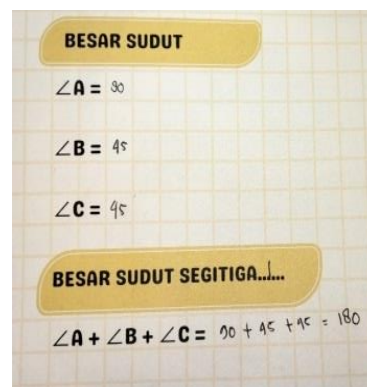 BESAR SUDUT
∠A = 90
∠B = 45
∠C = 45
BESAR SUDUT SEGITIGA......
∠A + ∠B + ∠C = 90 + 45 + 45 = 180